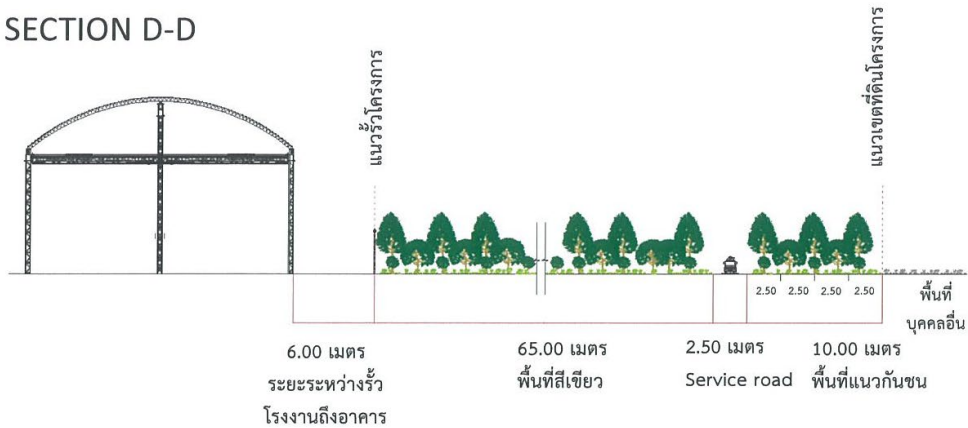 SECTION D-D
แนวรั้วโครงการ
แนวเขตที่ดินโครงการ
2.50 2.50 2.50 2.50
พื้นที่
บุคคลอื่น
6.00 เมตร
ระยะระหว่างรั้ว
โรงงานถึงอาคาร
65.00 เมตร
พื้นที่สีเขียว
2.50 เมตร
Service road
10.00 เมตร
พื้นที่แนวกันชน